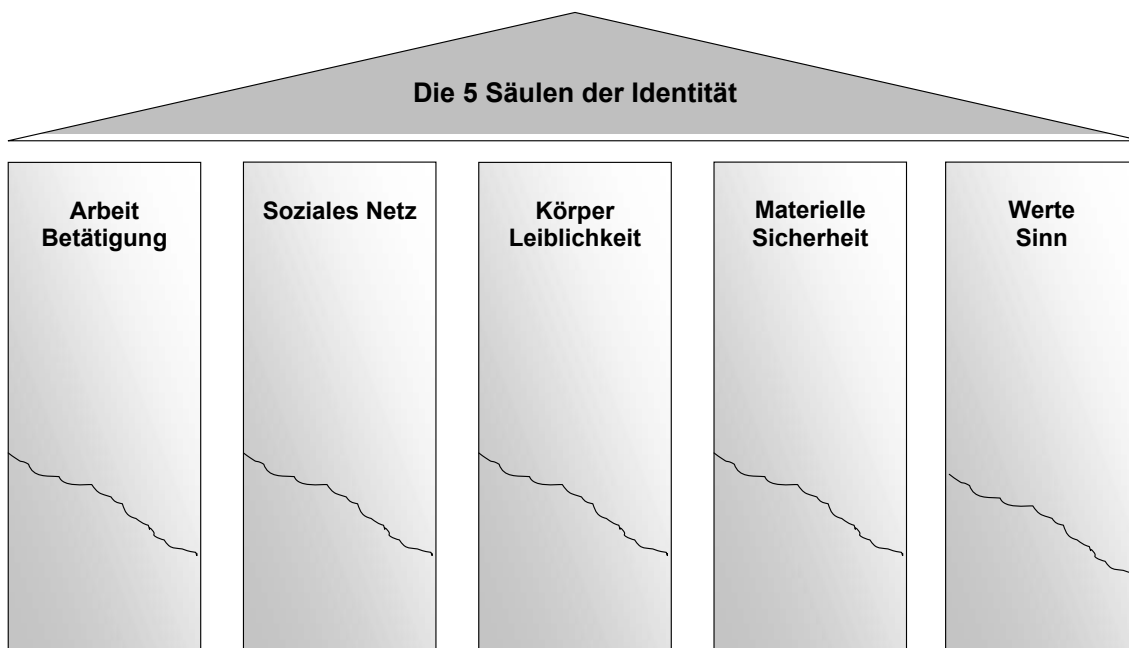 Die 5 Säulen der Identität
Arbeit
Betätigung
Soziales Netz
Körper
Leiblichkeit
Materielle
Sicherheit
Werte
Sinn